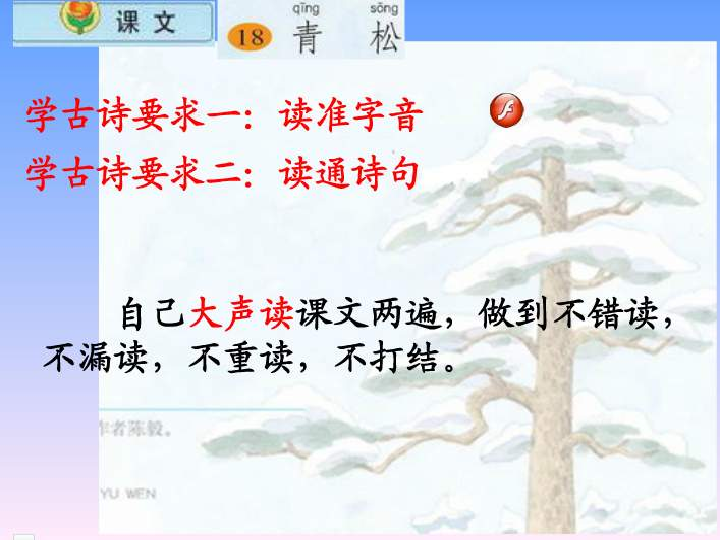 课文
qīng sōng
18 青 松
学古诗要求一：读准字音
学古诗要求二：读通诗句
自己大声读课文两遍，做到不错读，
不漏读，不重读，不打结。
作者陈毅。
YU WEN